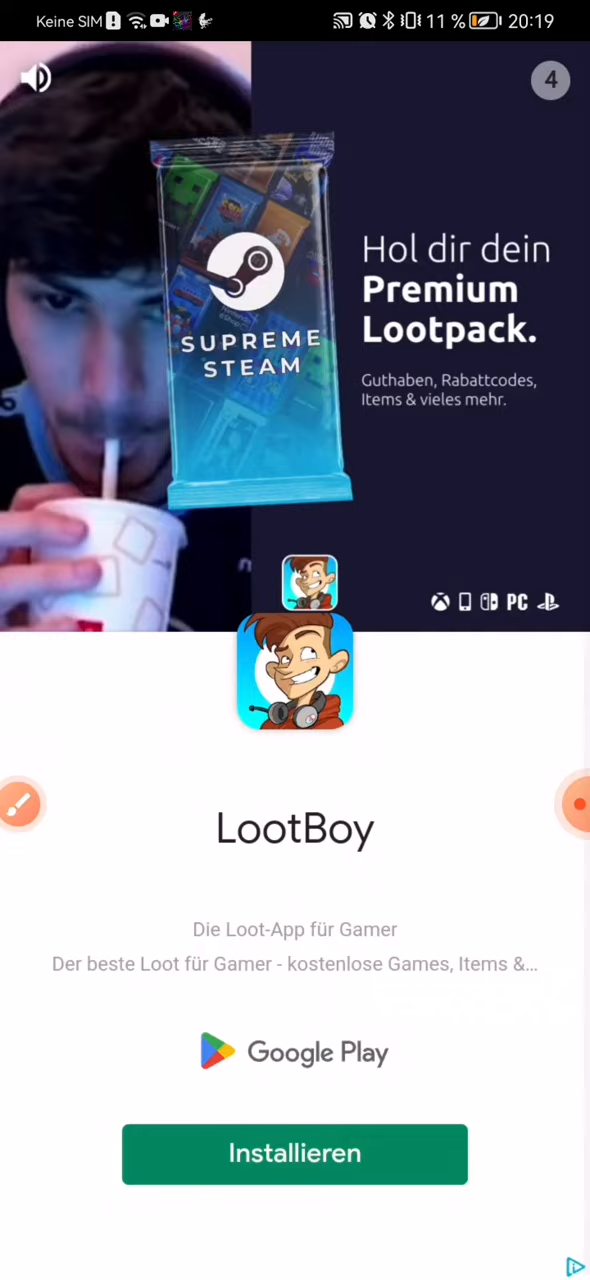 Keine SIM
11 %
20:19
4
Hol dir dein
Premium
Lootpack.
SUPREME
STEAM
Guthaben, Rabattcodes,
Items & vieles mehr.
PC
LootBoy
Die Loot-App für Gamer
Der beste Loot für Gamer - kostenlose Games, Items &...
Google Play
Installieren